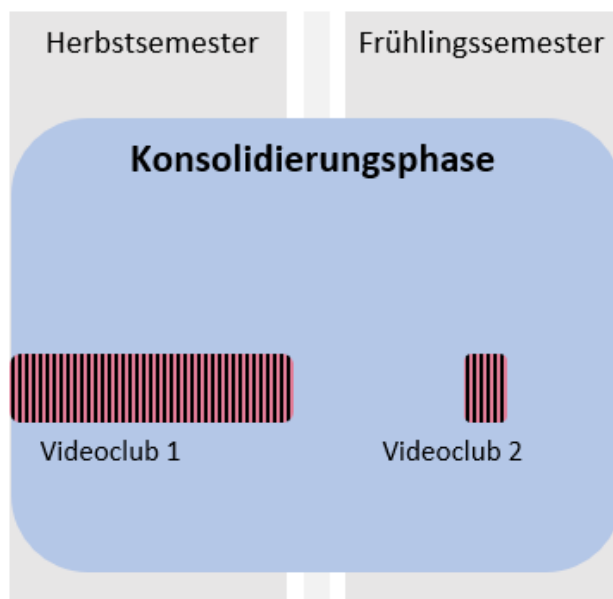 Herbstsemester
Frühlingssemester
Konsolidierungsphase
Videoclub 1
Videoclub 2